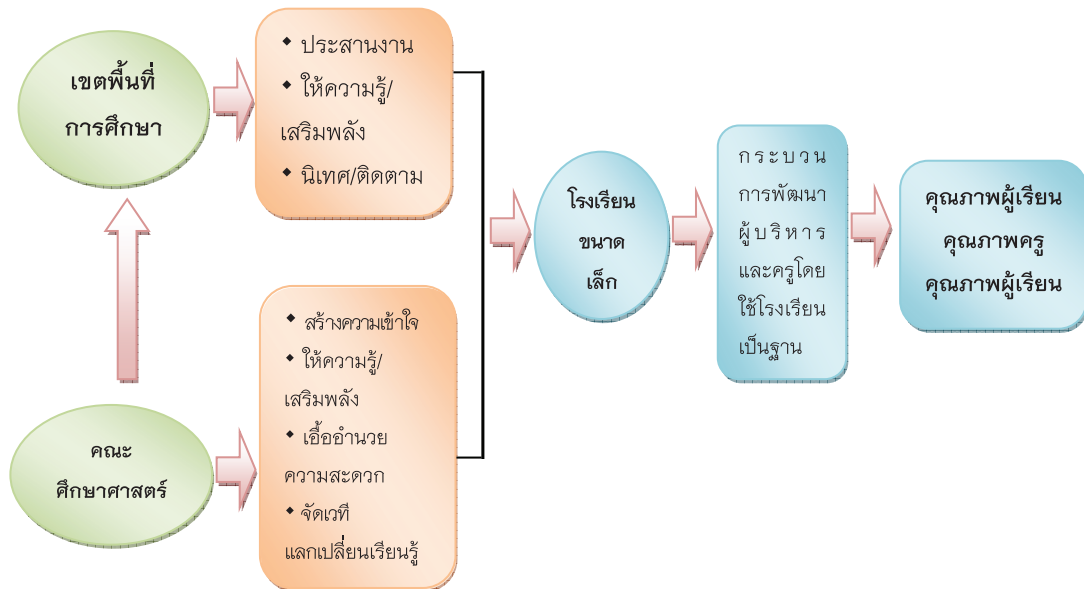 เขตพื้นที่
การศึกษา
◆ ประสานงาน
◆ ให้ความรู้/
เสริมพลัง
◆ นิเทศ/ติดตาม
คณะ
ศึกษาศาสตร์
◆ สร้างความเข้าใจ
◆ ให้ความรู้/
เสริมพลัง
◆ เอื้ออำนวย
ความสะดวก
◆ จัดเวที
แลกเปลี่ยนเรียนรู้
โรงเรียน
ขนาด
เล็ก
กระบวน
การพัฒนา
ผู้บริหาร
และครูโดย
ใช้โรงเรียน
เป็นฐาน
คุณภาพผู้เรียน
คุณภาพครู
คุณภาพผู้เรียน